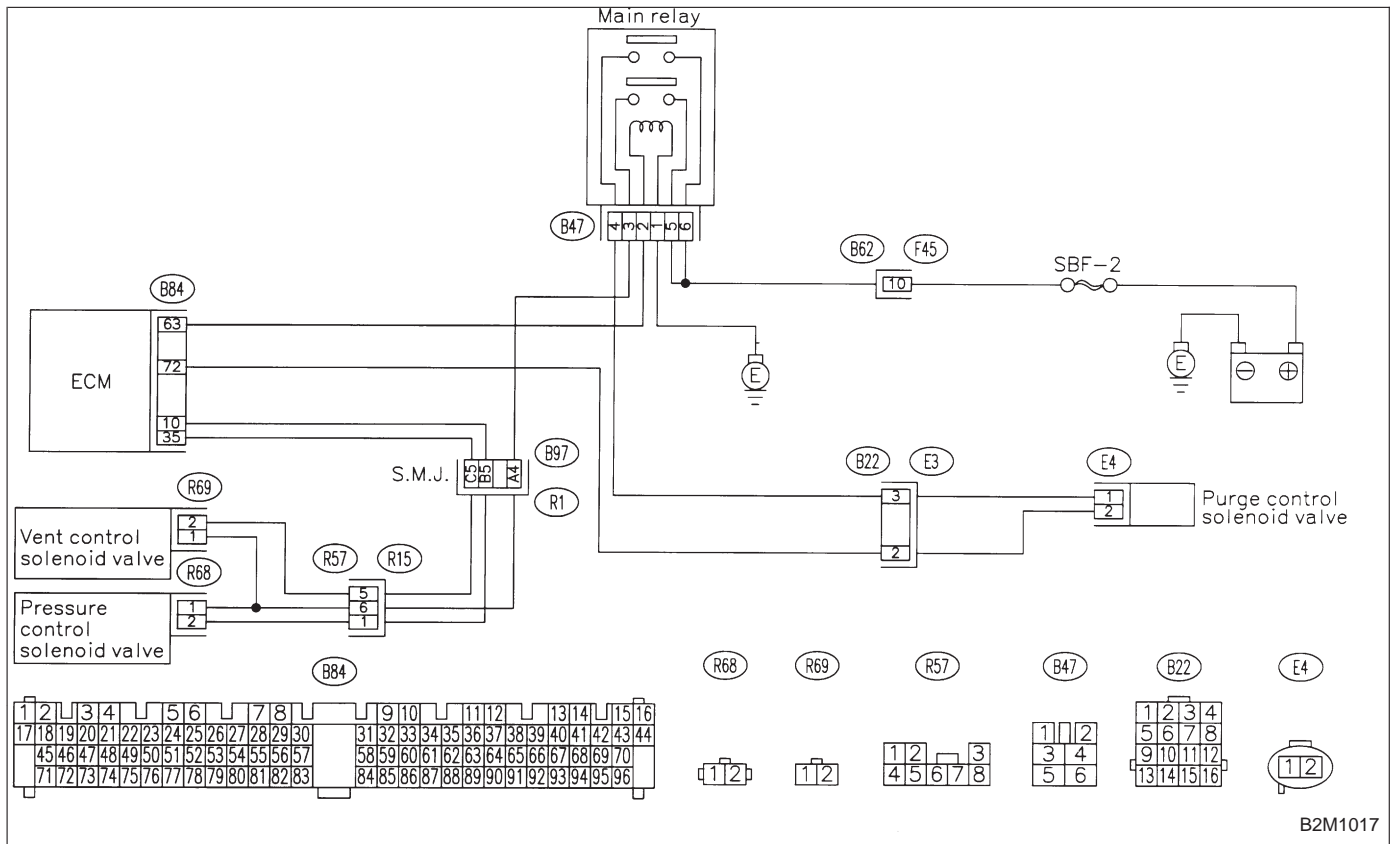 Main relay
B47
4 3 2 1 5 6
B62 F45
10
SBF-2
B84
63
72
10
35
ECM
E
E
⊖ ⊕
S.M.J.
C5 B5 A4
B97
R1
B22 E3
3
2
E4
1
2
Purge control
solenoid valve
R69
2
1
Vent control
solenoid valve
R68
1
2
Pressure
control
solenoid valve
R57 R15
5
6
1
B84
1 2 3 4 5 6 7 8 9 10 11 12 13 14 15 16
17 18 19 20 21 22 23 24 25 26 27 28 29 30 31 32 33 34 35 36 37 38 39 40 41 42 43 44
45 46 47 48 49 50 51 52 53 54 55 56 57 58 59 60 61 62 63 64 65 66 67 68 69 70
71 72 73 74 75 76 77 78 79 80 81 82 83 84 85 86 87 88 89 90 91 92 93 94 95 96
R68
1 2
R69
1 2
R57
1 2 3
4 5 6 7 8
B47
1 2
3 4
5 6
B22
1 2 3 4
5 6 7 8
9 10 11 12
13 14 15 16
E4
1 2
B2M1017